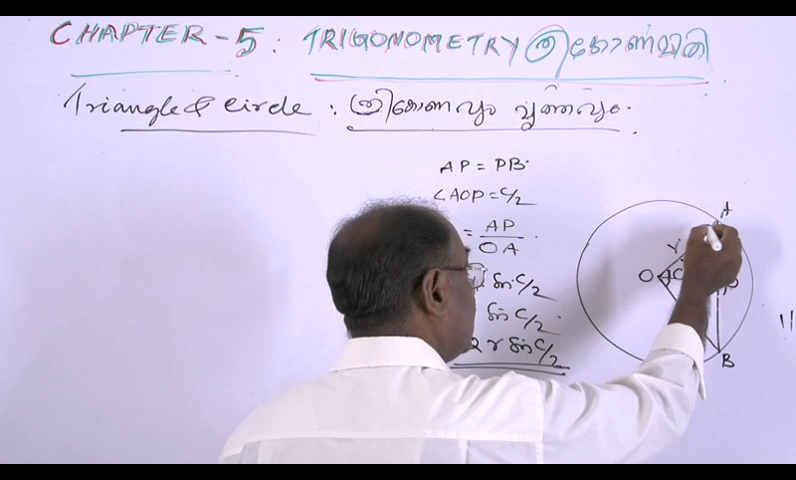 CHAPTER - 5 : TRIGONOMETRY ത്രികോണമിതി
Triangle & Circle : ത്രികോണവും വൃത്തവും
AP = PB
∠AOP = C/2
= AP / OA
A
r
O
C
P
sin C/2
sin C/2
2 r sin C/2
B